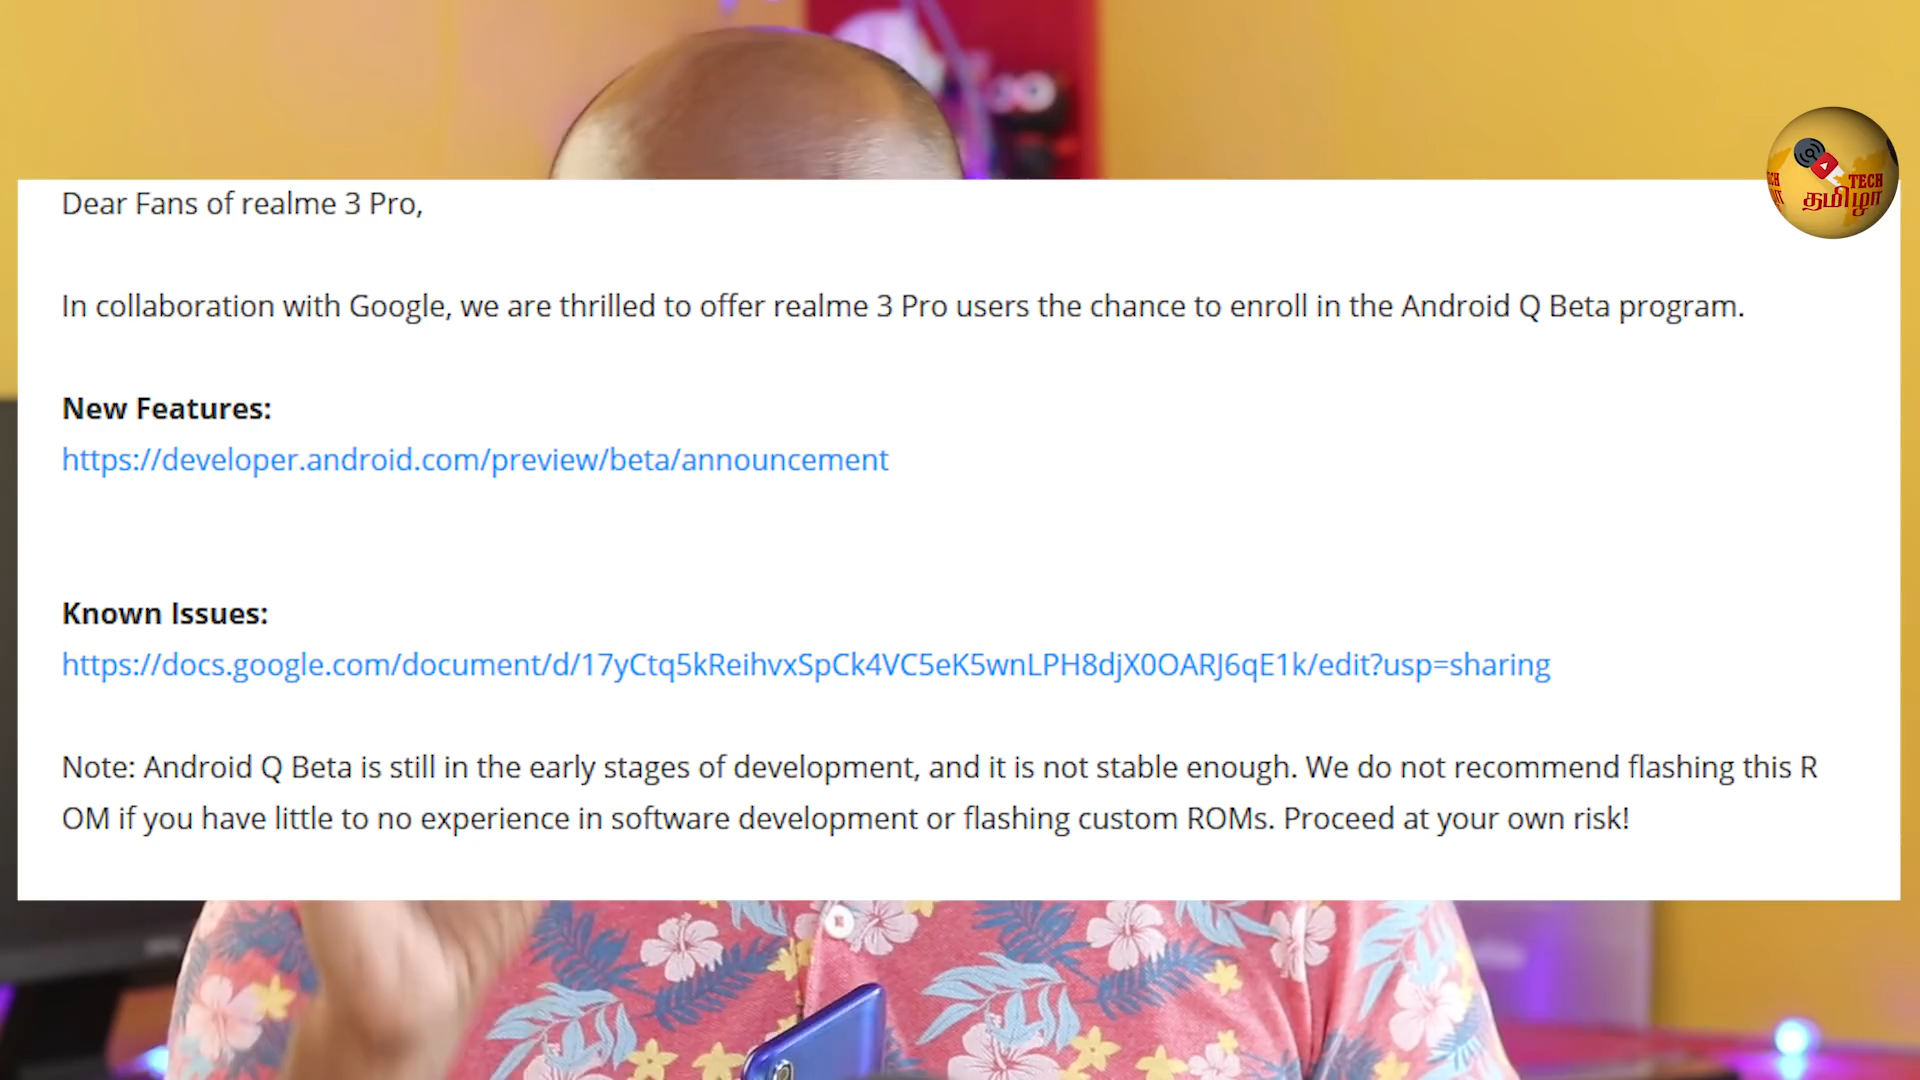 Dear Fans of realme 3 Pro,
In collaboration with Google, we are thrilled to offer realme 3 Pro users the chance to enroll in the Android Q Beta program.
New Features:
https://developer.android.com/preview/beta/announcement
Known Issues:
https://docs.google.com/document/d/17yCtq5kReihvxSpCk4VC5eK5wnLPH8djX0OARJ6qE1k/edit?usp=sharing
Note: Android Q Beta is still in the early stages of development, and it is not stable enough. We do not recommend flashing this R
OM if you have little to no experience in software development or flashing custom ROMs. Proceed at your own risk!
TECH
தமிழா